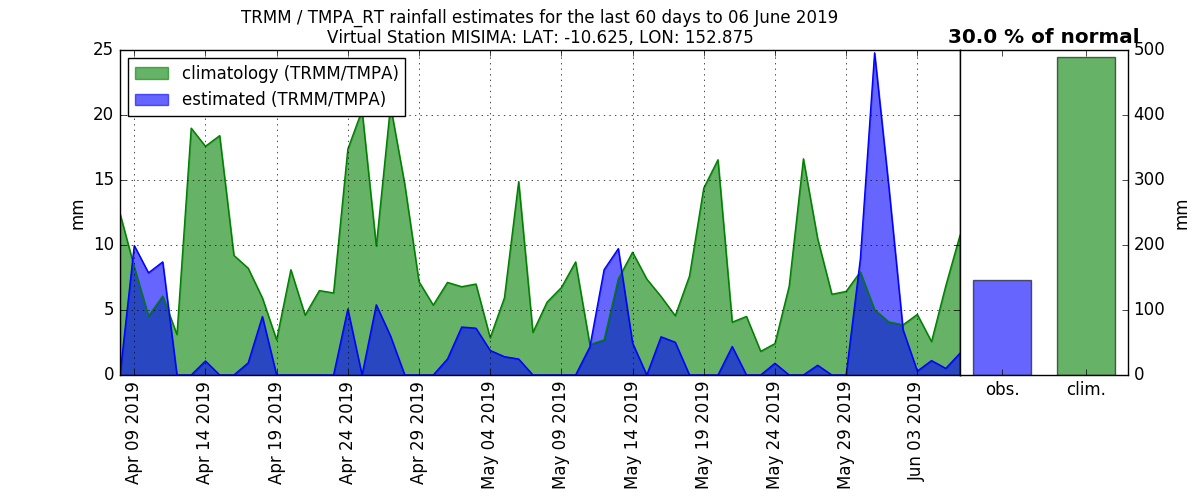 TRMM / TMPA_RT rainfall estimates for the last 60 days to 06 June 2019
Virtual Station MISIMA: LAT: -10.625, LON: 152.875
30.0 % of normal
climatology (TRMM/TMPA)
estimated (TRMM/TMPA)
25
20
15
10
5
0
mm
500
400
300
200
100
0
mm
obs.
clim.
Apr 09 2019
Apr 14 2019
Apr 19 2019
Apr 24 2019
Apr 29 2019
May 04 2019
May 09 2019
May 14 2019
May 19 2019
May 24 2019
May 29 2019
Jun 03 2019